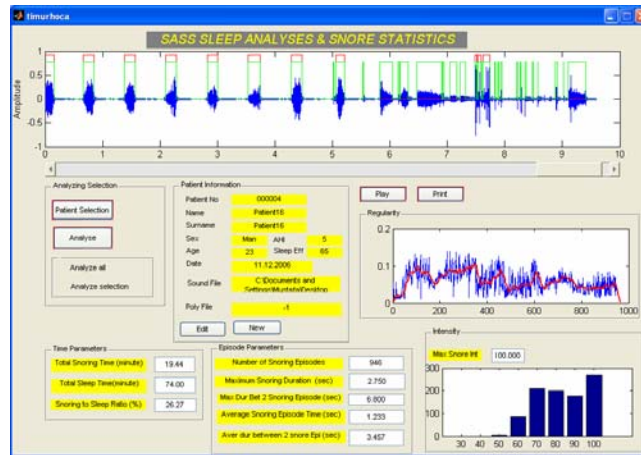 timurhoca
SASS SLEEP ANALYSES & SNORE STATISTICS
Amplitude
1
0.5
0
-0.5
-1
0 1 2 3 4 5 6 7 8 9 10
Analyzing Selection
Patient Selection
Analyse
Analyze all
Analyze selection
Patient Information
Patient No 000004
Name Patient16
Surname Patient16
Sex Man AHI 5
Age 23 Sleep Eff 65
Date 11.12.2006
Sound File C:\Documents and
Settings\Mustafa\Desktop
Poly File -1
Edit New
Play Print
Regularity
0.2
0.1
0
0 200 400 600 800 1000
Time Parameters
Total Snoring Time (minute) 19.44
Total Sleep Time(minute) 74.00
Snoring to Sleep Ratio (%) 26.27
Episode Parameters
Number of Snoring Episodes 946
Maximum Snoring Duration (sec) 2.750
Max Dur Bet 2 Snore Episode (sec) 6.800
Average Snoring Episode Time (sec) 1.233
Aver dur between 2 snore Epi (sec) 3.457
Intensity
Max Snore Int 100.000
300
200
100
0
30 40 50 60 70 80 90 100